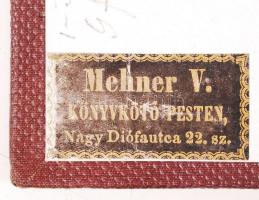 Mehner V.
KÖNYVKÖTŐ PESTEN,
Nagy Diófautca 22. sz.